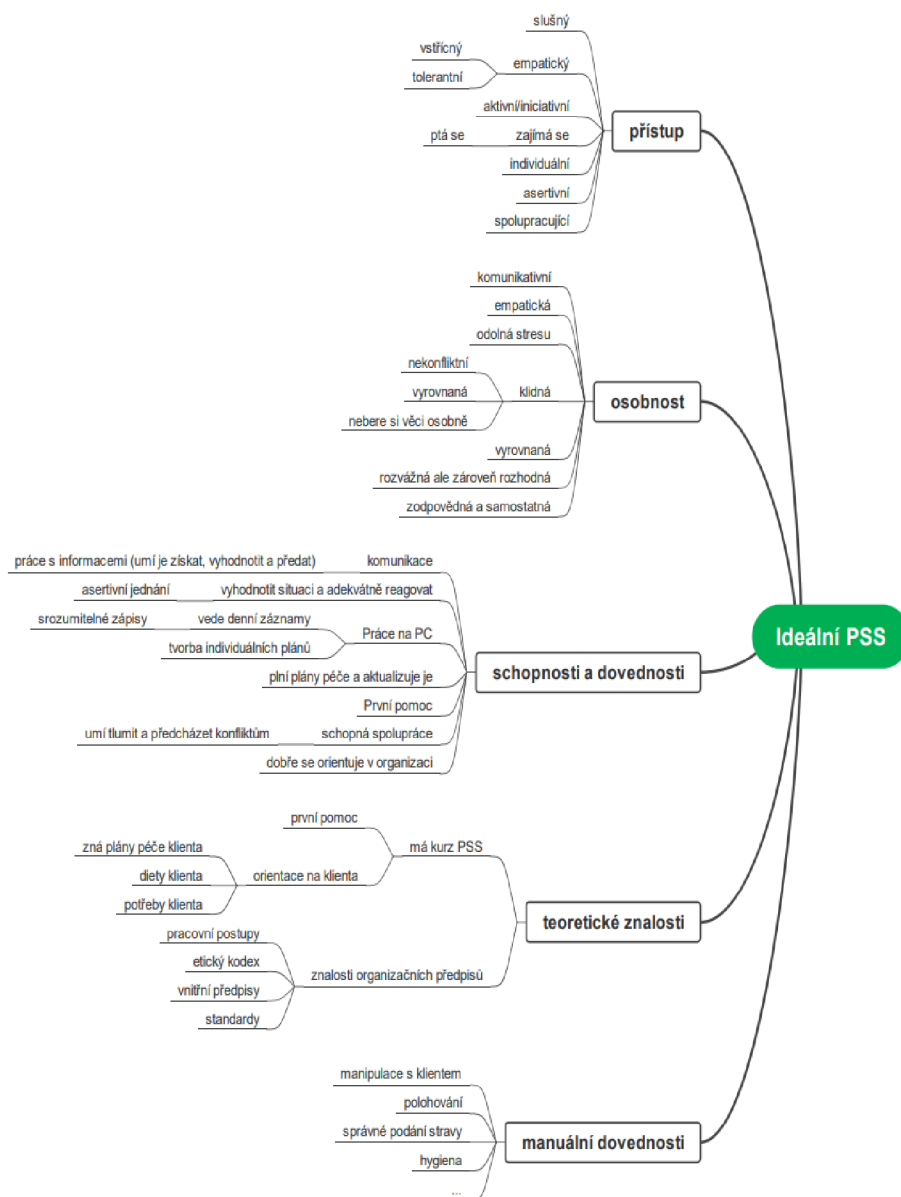 slušný
vstřícný
empatický
tolerantní
aktivní/iniciativní
přístup
ptá se
zajímá se
individuální
asertivní
spolupracující
komunikativní
empatická
odolná stresu
nekonfliktní
vyrovnaná
klidná
osobnost
nebere si věci osobně
vyrovnaná
rozvážná ale zároveň rozhodná
zodpovědná a samostatná
práce s informacemi (umí je získat, vyhodnotit a předat)
komunikace
asertivní jednání
vyhodnotit situaci a adekvátně reagovat
srozumitelné zápisy
vede denní záznamy
Práce na PC
Ideální PSS
tvorba individuálních plánů
schopnosti a dovednosti
plní plány péče a aktualizuje je
První pomoc
umí tlumit a předcházet konfliktům
schopná spolupráce
dobře se orientuje v organizaci
první pomoc
zná plány péče klienta
má kurz PSS
diety klienta
orientace na klienta
potřeby klienta
teoretické znalosti
pracovní postupy
etický kodex
znalosti organizačních předpisů
vnitřní předpisy
standardy
manipulace s klientem
polohování
správné podání stravy
manuální dovednosti
hygiena
...